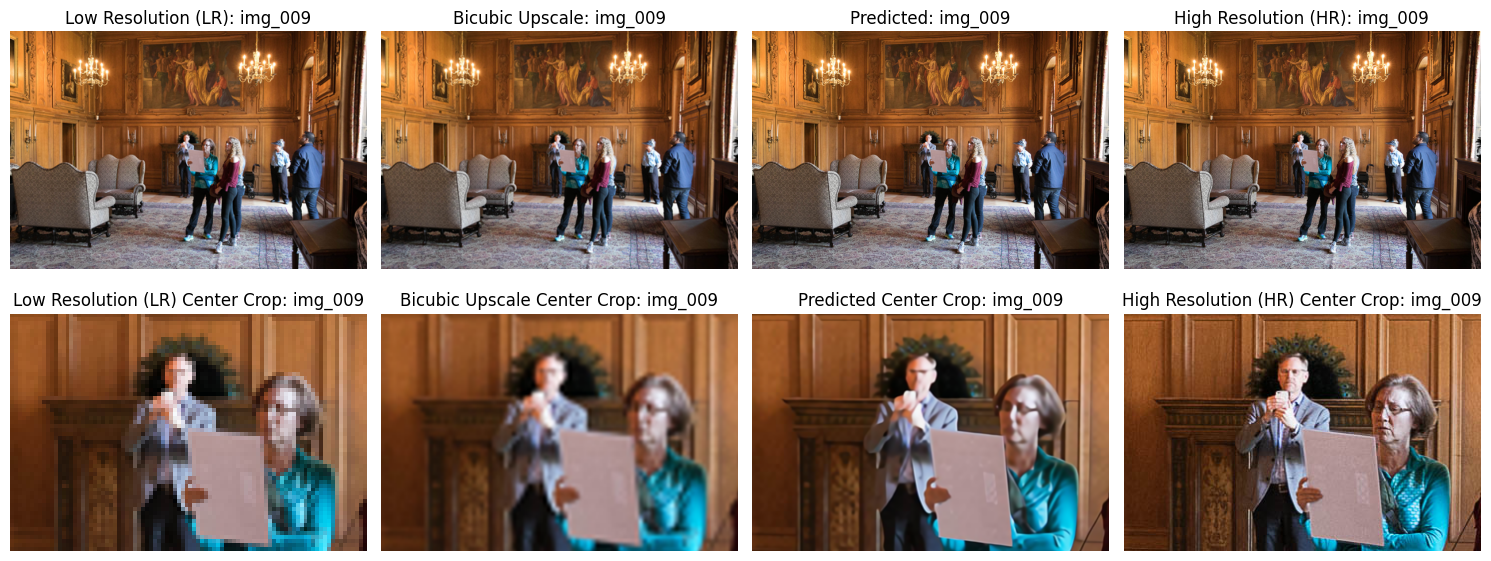 Low Resolution (LR): img_009
Bicubic Upscale: img_009
Predicted: img_009
High Resolution (HR): img_009
Low Resolution (LR) Center Crop: img_009
Bicubic Upscale Center Crop: img_009
Predicted Center Crop: img_009
High Resolution (HR) Center Crop: img_009